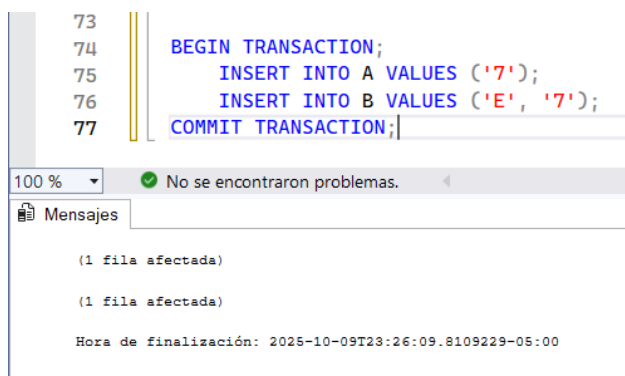 73
74 BEGIN TRANSACTION;
75 INSERT INTO A VALUES ('7');
76 INSERT INTO B VALUES ('E', '7');
77 COMMIT TRANSACTION;
100 % No se encontraron problemas.
Mensajes
(1 fila afectada)
(1 fila afectada)
Hora de finalización: 2025-10-09T23:26:09.8109229-05:00